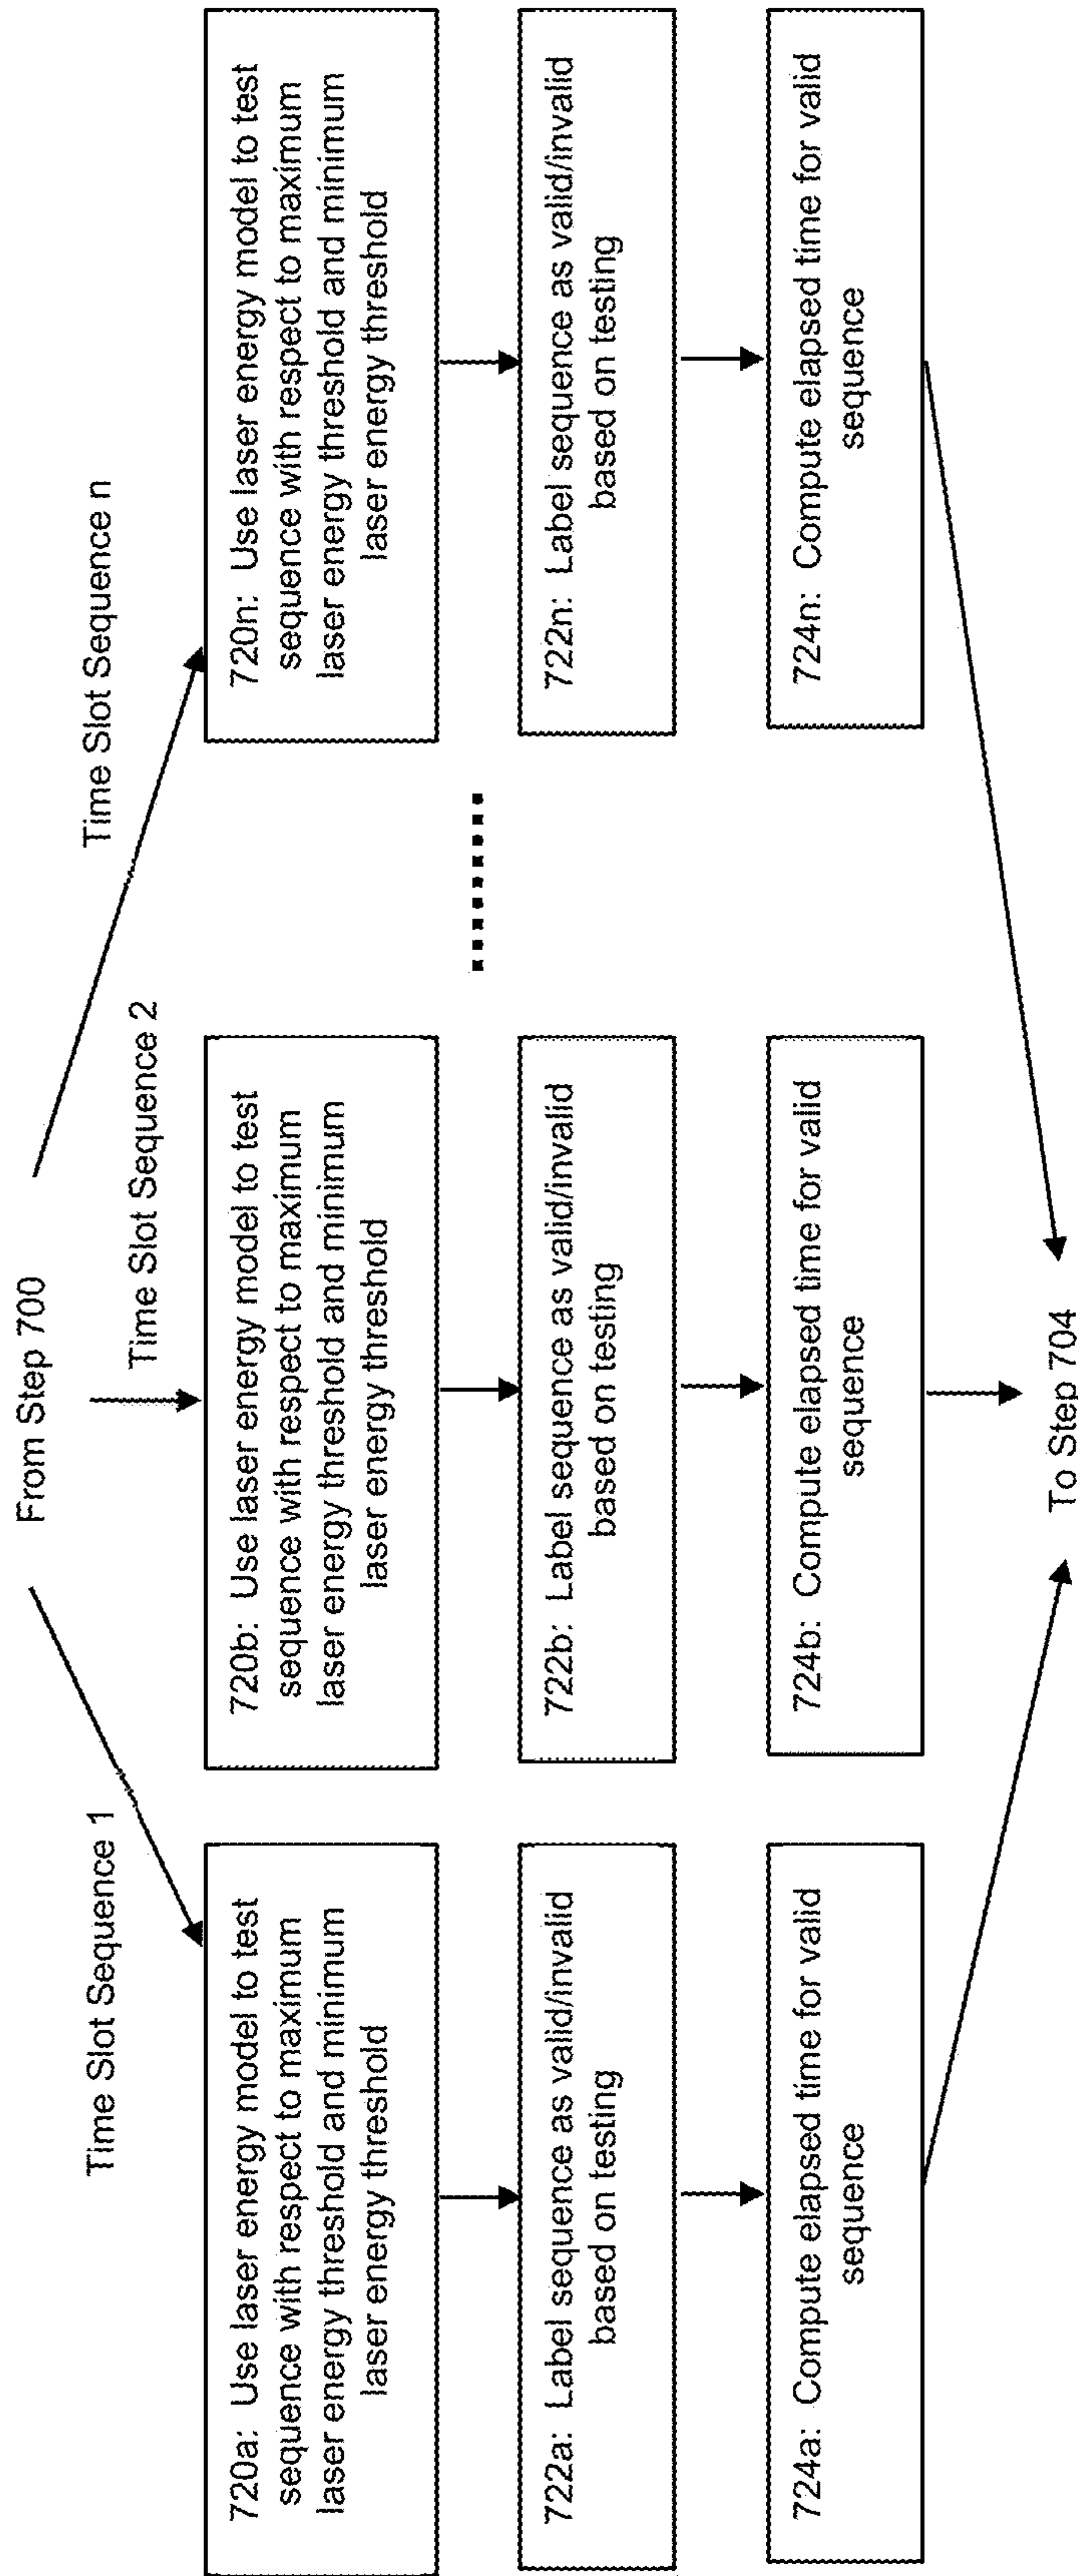 From Step 700
Time Slot Sequence 1
Time Slot Sequence 2
Time Slot Sequence n
720a: Use laser energy model to test
sequence with respect to maximum
laser energy threshold and minimum
laser energy threshold
720b: Use laser energy model to test
sequence with respect to maximum
laser energy threshold and minimum
laser energy threshold
720n: Use laser energy model to test
sequence with respect to maximum
laser energy threshold and minimum
laser energy threshold
722a: Label sequence as valid/invalid
based on testing
722b: Label sequence as valid/invalid
based on testing
722n: Label sequence as valid/invalid
based on testing
724a: Compute elapsed time for valid
sequence
724b: Compute elapsed time for valid
sequence
724n: Compute elapsed time for valid
sequence
To Step 704